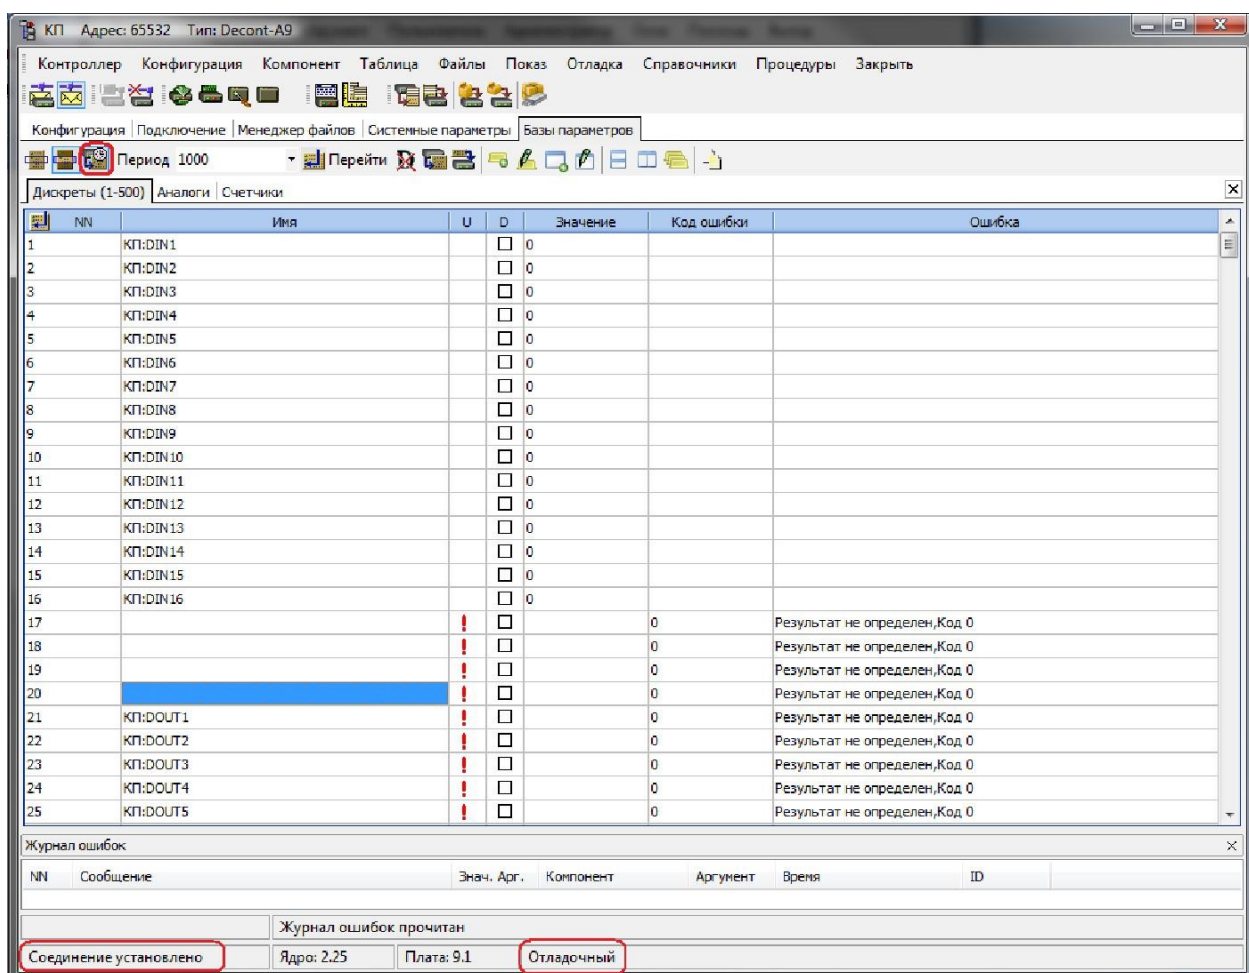 КП Адрес: 65532 Тип: Decont-A9
Контроллер Конфигурация Компонент Таблица Файлы Показ Отладка Справочники Процедуры Закрыть
Конфигурация Подключение Менеджер файлов Системные параметры Базы параметров
Период 1000 Перейти
Дискреты (1-500) Аналоги Счетчики
NN Имя U D Значение Код ошибки Ошибка
1 КП:DIN1 0
2 КП:DIN2 0
3 КП:DIN3 0
4 КП:DIN4 0
5 КП:DIN5 0
6 КП:DIN6 0
7 КП:DIN7 0
8 КП:DIN8 0
9 КП:DIN9 0
10 КП:DIN10 0
11 КП:DIN11 0
12 КП:DIN12 0
13 КП:DIN13 0
14 КП:DIN14 0
15 КП:DIN15 0
16 КП:DIN16 0
17 ! 0 Результат не определен,Код 0
18 ! 0 Результат не определен,Код 0
19 ! 0 Результат не определен,Код 0
20 ! 0 Результат не определен,Код 0
21 КП:DOUT1 ! 0 Результат не определен,Код 0
22 КП:DOUT2 ! 0 Результат не определен,Код 0
23 КП:DOUT3 ! 0 Результат не определен,Код 0
24 КП:DOUT4 ! 0 Результат не определен,Код 0
25 КП:DOUT5 ! 0 Результат не определен,Код 0
Журнал ошибок
NN Сообщение Знач. Арг. Компонент Аргумент Время ID
Журнал ошибок прочитан
Соединение установлено Ядро: 2.25 Плата: 9.1 Отладочный